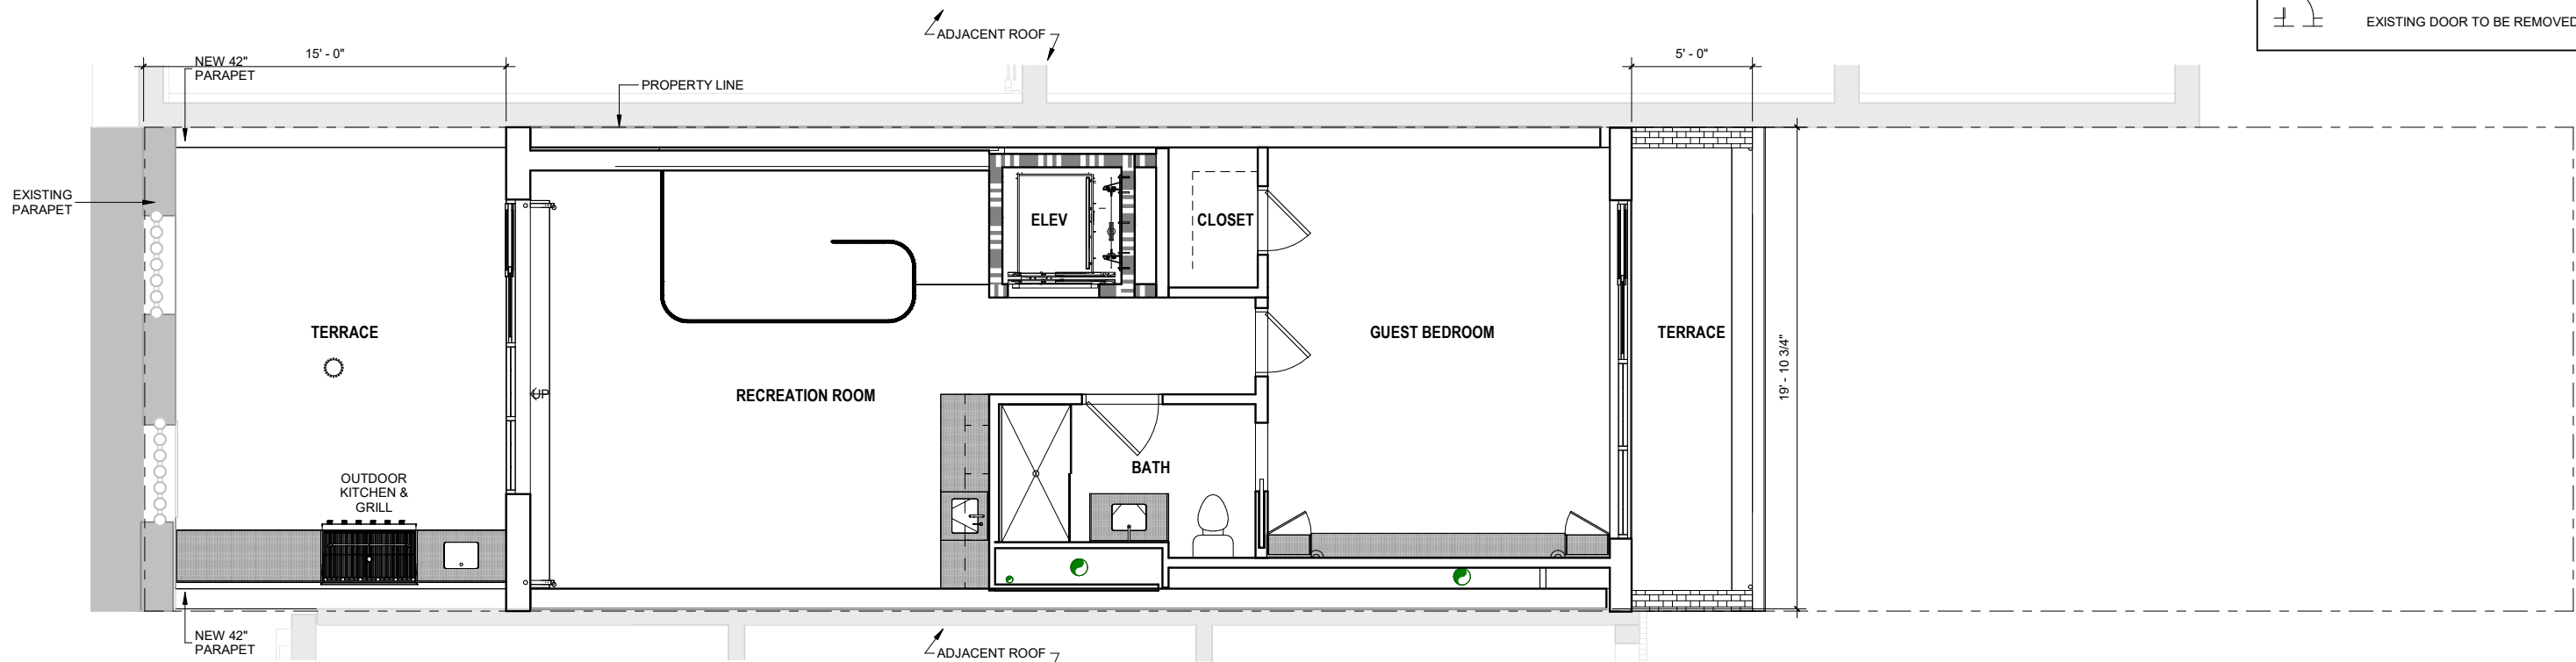 EXISTING DOOR TO BE REMOVED
ADJACENT ROOF
15' - 0"
5' - 0"
NEW 42"
PARAPET
PROPERTY LINE
EXISTING
PARAPET
ELEV
CLOSET
TERRACE
GUEST BEDROOM
TERRACE
19' - 10 3/4"
UP
RECREATION ROOM
BATH
OUTDOOR
KITCHEN &
GRILL
NEW 42"
PARAPET
ADJACENT ROOF